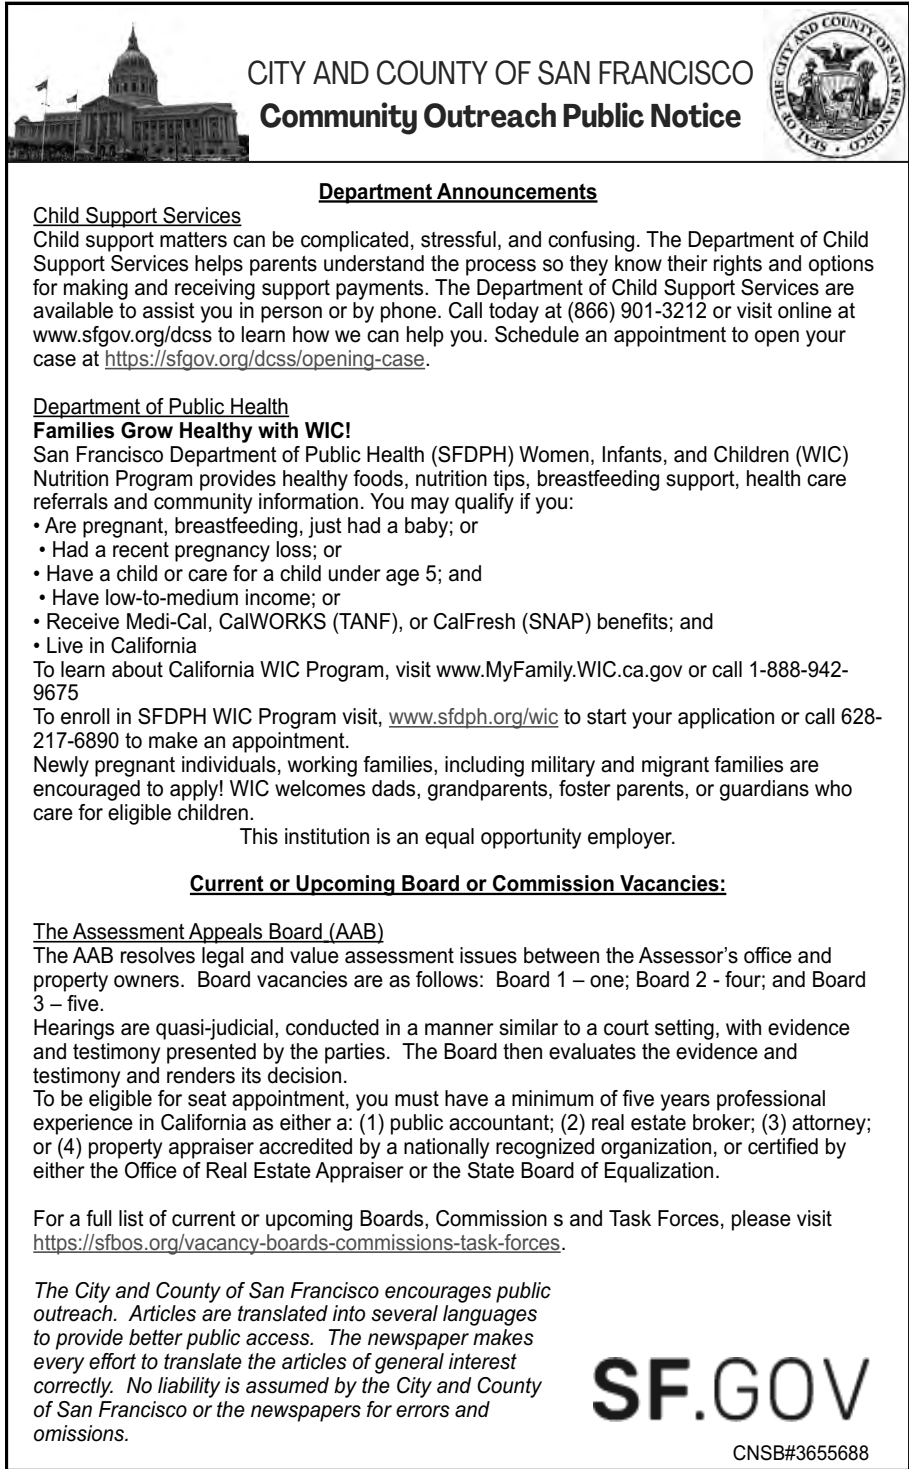 CITY AND COUNTY OF SAN FRANCISCO
Community Outreach Public Notice
SEAL OF THE CITY AND COUNTY OF SAN FRANCISCO
Department Announcements
Child Support Services
Child support matters can be complicated, stressful, and confusing. The Department of Child
Support Services helps parents understand the process so they know their rights and options
for making and receiving support payments. The Department of Child Support Services are
available to assist you in person or by phone. Call today at (866) 901-3212 or visit online at
www.sfgov.org/dcss to learn how we can help you. Schedule an appointment to open your
case at https://sfgov.org/dcss/opening-case.
Department of Public Health
Families Grow Healthy with WIC!
San Francisco Department of Public Health (SFDPH) Women, Infants, and Children (WIC)
Nutrition Program provides healthy foods, nutrition tips, breastfeeding support, health care
referrals and community information. You may qualify if you:
• Are pregnant, breastfeeding, just had a baby; or
• Had a recent pregnancy loss; or
• Have a child or care for a child under age 5; and
• Have low-to-medium income; or
• Receive Medi-Cal, CalWORKS (TANF), or CalFresh (SNAP) benefits; and
• Live in California
To learn about California WIC Program, visit www.MyFamily.WIC.ca.gov or call 1-888-942-
9675
To enroll in SFDPH WIC Program visit, www.sfdph.org/wic to start your application or call 628-
217-6890 to make an appointment.
Newly pregnant individuals, working families, including military and migrant families are
encouraged to apply! WIC welcomes dads, grandparents, foster parents, or guardians who
care for eligible children.
This institution is an equal opportunity employer.
Current or Upcoming Board or Commission Vacancies:
The Assessment Appeals Board (AAB)
The AAB resolves legal and value assessment issues between the Assessor’s office and
property owners.  Board vacancies are as follows:  Board 1 – one; Board 2 - four; and Board
3 – five.
Hearings are quasi-judicial, conducted in a manner similar to a court setting, with evidence
and testimony presented by the parties.  The Board then evaluates the evidence and
testimony and renders its decision.
To be eligible for seat appointment, you must have a minimum of five years professional
experience in California as either a: (1) public accountant; (2) real estate broker; (3) attorney;
or (4) property appraiser accredited by a nationally recognized organization, or certified by
either the Office of Real Estate Appraiser or the State Board of Equalization.
For a full list of current or upcoming Boards, Commission s and Task Forces, please visit
https://sfbos.org/vacancy-boards-commissions-task-forces.
The City and County of San Francisco encourages public
outreach.  Articles are translated into several languages
to provide better public access.  The newspaper makes
every effort to translate the articles of general interest
correctly.  No liability is assumed by the City and County
of San Francisco or the newspapers for errors and
omissions.
SF.GOV
CNSB#3655688